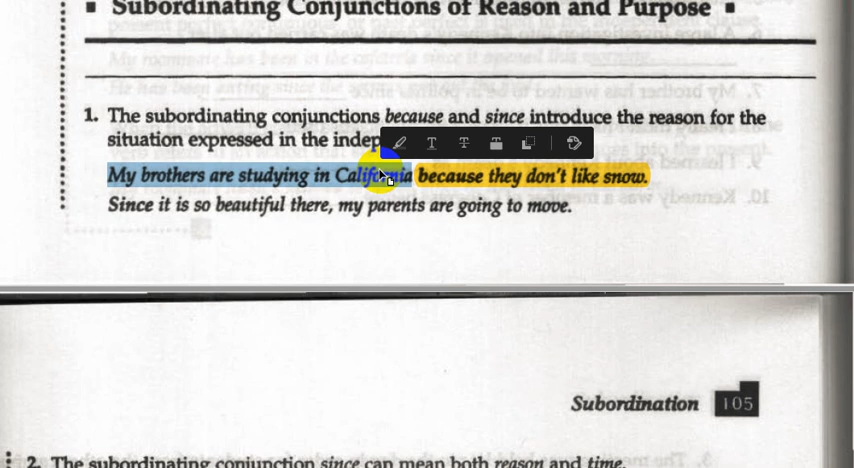 ▪ Subordinating Conjunctions of Reason and Purpose ▪
1. The subordinating conjunctions because and since introduce the reason for the
situation expressed in the
My brothers are studying in California because they don't like snow.
Since it is so beautiful there, my parents are going to move.
Subordination 105
2. The subordinating conjunction since can mean both reason and time.